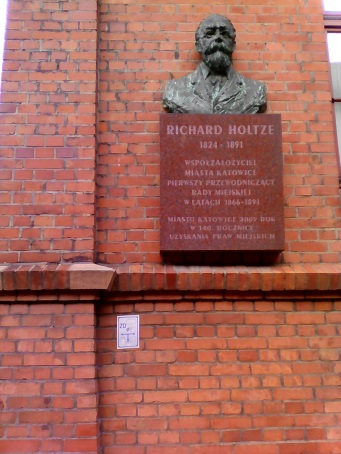 RICHARD HOLTZE
1824 - 1891
WSPÓŁZAŁOŻYCIEL
MIASTA KATOWICE
PIERWSZY PRZEWODNICZĄCY
RADY MIEJSKIEJ
W LATACH 1866-1891
MIASTO KATOWICE 2005 ROK
W 140. ROCZNICĘ
UZYSKANIA PRAW MIEJSKICH
ZD